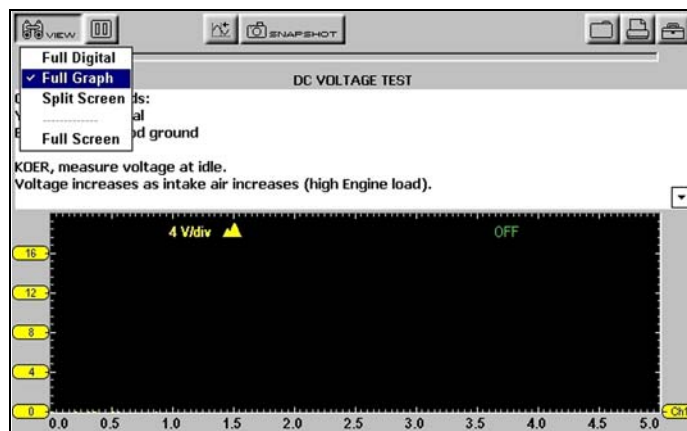 VIEW
SNAPSHOT
Full Digital
✓ Full Graph
Split Screen
-------------
Full Screen
DC VOLTAGE TEST
ds:
al
d ground
KOER, measure voltage at idle.
Voltage increases as intake air increases (high Engine load).
4 V/div
OFF
16
12
8
4
0
Ch1
0.0 0.5 1.0 1.5 2.0 2.5 3.0 3.5 4.0 4.5 5.0